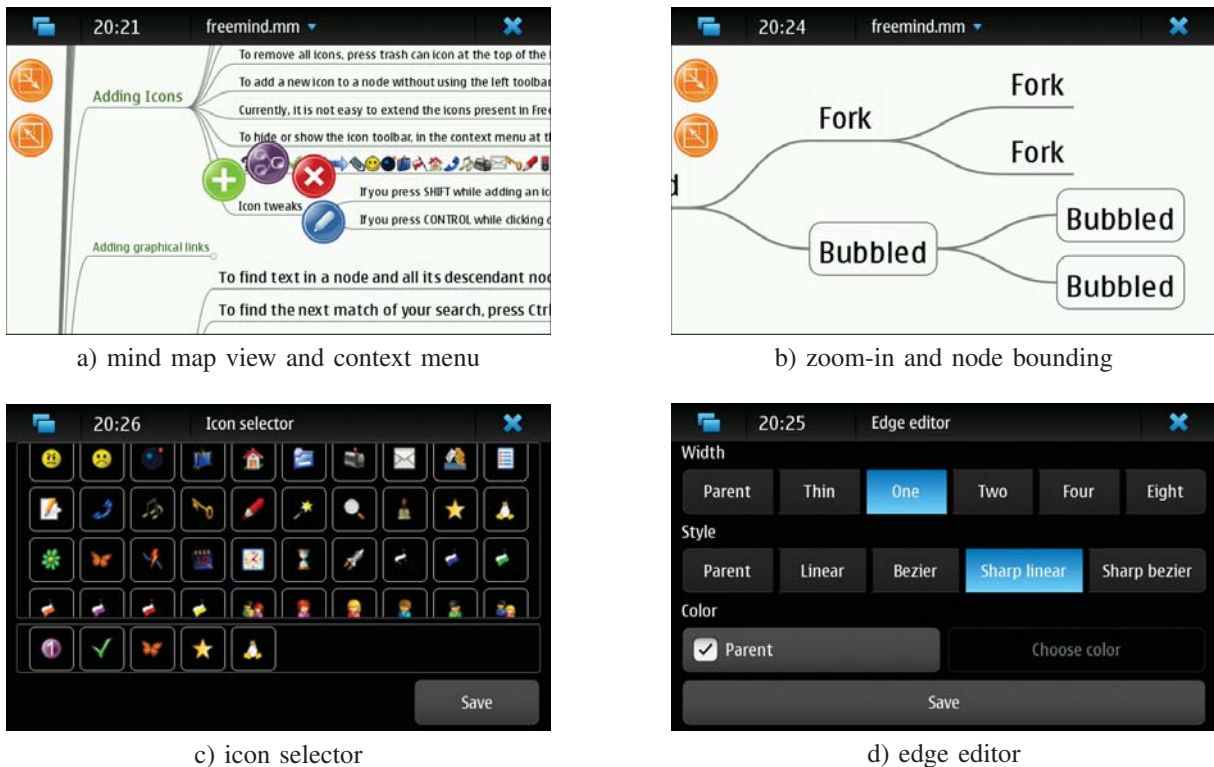 20:21 freemind.mm
To remove all icons, press trash can icon at the top of the
Adding Icons
To add a new icon to a node without using the left toolbar
Currently, it is not easy to extend the icons present in Fre
To hide or show the icon toolbar, in the context menu at th
If you press SHIFT while adding an ic
Icon tweaks
If you press CONTROL while clicking
Adding graphical links
To find text in a node and all its descendant nod
To find the next match of your search, press Ctrl
a) mind map view and context menu
20:24 freemind.mm
Fork
Fork
Fork
d
Bubbled
Bubbled
Bubbled
b) zoom-in and node bounding
20:26 Icon selector
1
Save
c) icon selector
20:25 Edge editor
Width
Parent Thin One Two Four Eight
Style
Parent Linear Bezier Sharp linear Sharp bezier
Color
Parent Choose color
Save
d) edge editor